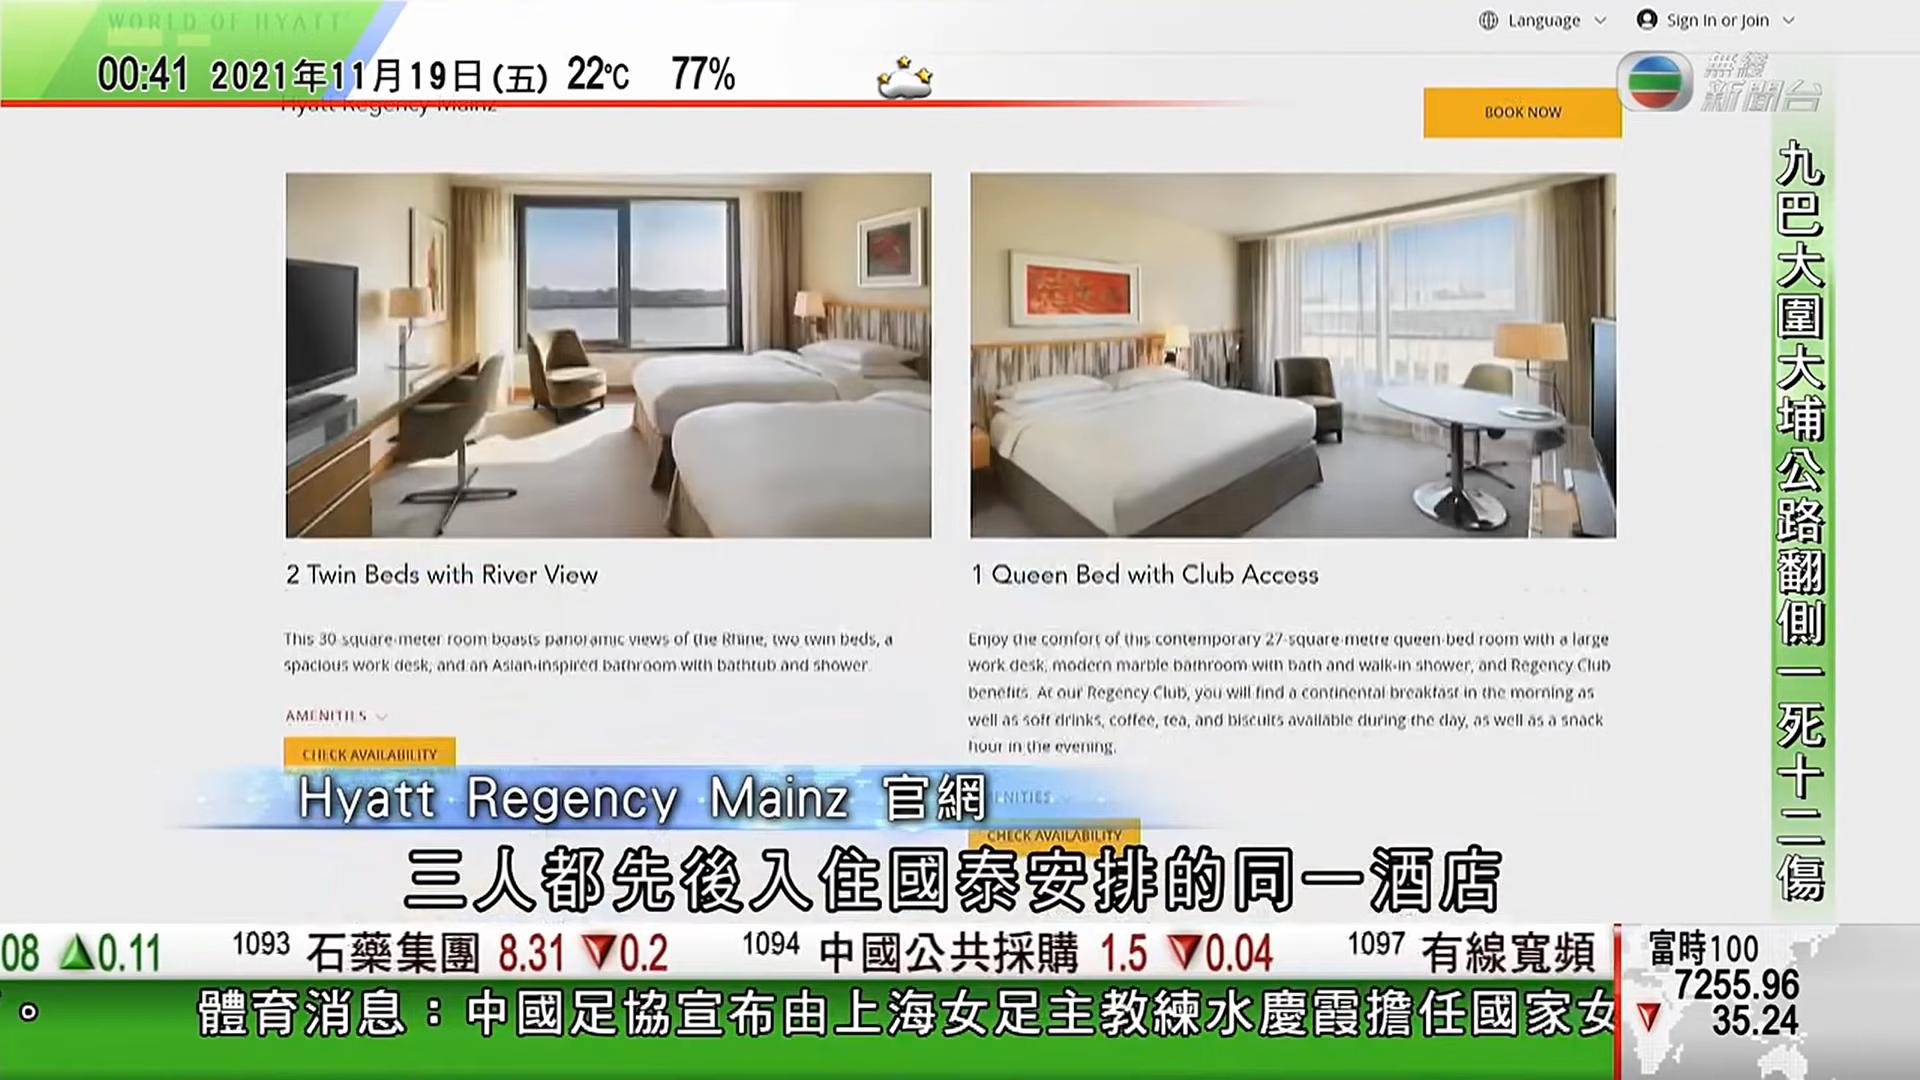 WORLD OF HYATT
Language
Sign In or Join
00:41 2021年11月19日(五) 22℃ 77%
無綫
新聞台
Hyatt Regency Mainz
BOOK NOW
九巴大圍大埔公路翻側一死十二傷
2 Twin Beds with River View
This 30-square-meter room boasts panoramic views of the Rhine, two twin beds, a
spacious work desk, and an Asian-inspired bathroom with bathtub and shower.
AMENITIES
CHECK AVAILABILITY
1 Queen Bed with Club Access
Enjoy the comfort of this contemporary 27-square-metre queen-bed room with a large
work desk, modern marble bathroom with bath and walk-in shower, and Regency Club
benefits. At our Regency Club, you will find a continental breakfast in the morning as
well as soft drinks, coffee, tea, and biscuits available during the day, as well as a snack
hour in the evening.
ENITIES
CHECK AVAILABILITY
Hyatt Regency Mainz 官網
三人都先後入住國泰安排的同一酒店
08 ▲0.11 1093 石藥集團 8.31 ▼0.2 1094 中國公共採購 1.5 ▼0.04 1097 有線寬頻
富時100
7255.96
▼ 35.24
。 體育消息：中國足協宣布由上海女足主教練水慶霞擔任國家女